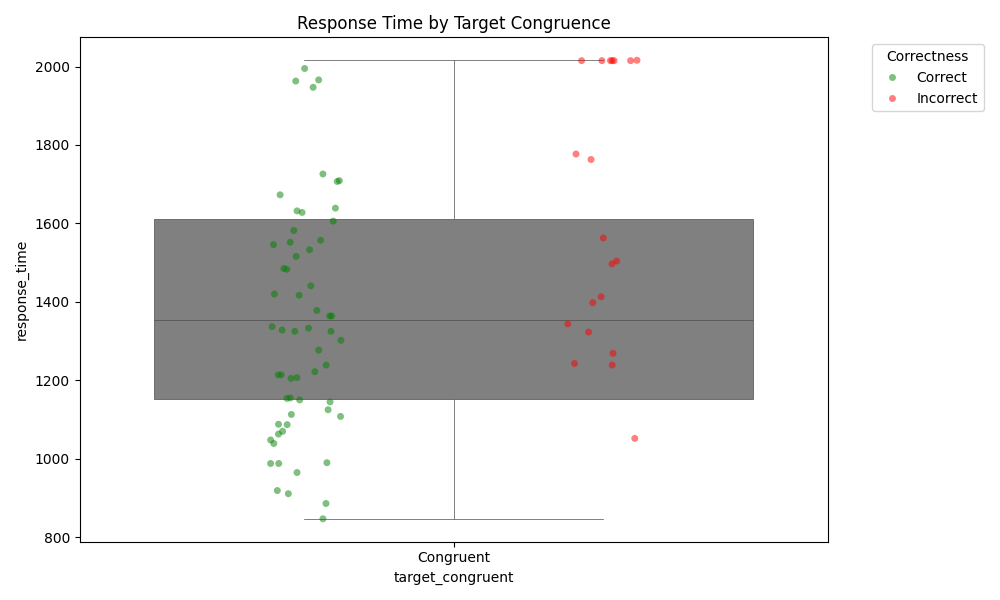 Response Time by Target Congruence
Correctness
Correct
Incorrect
response_time
2000
1800
1600
1400
1200
1000
800
Congruent
target_congruent